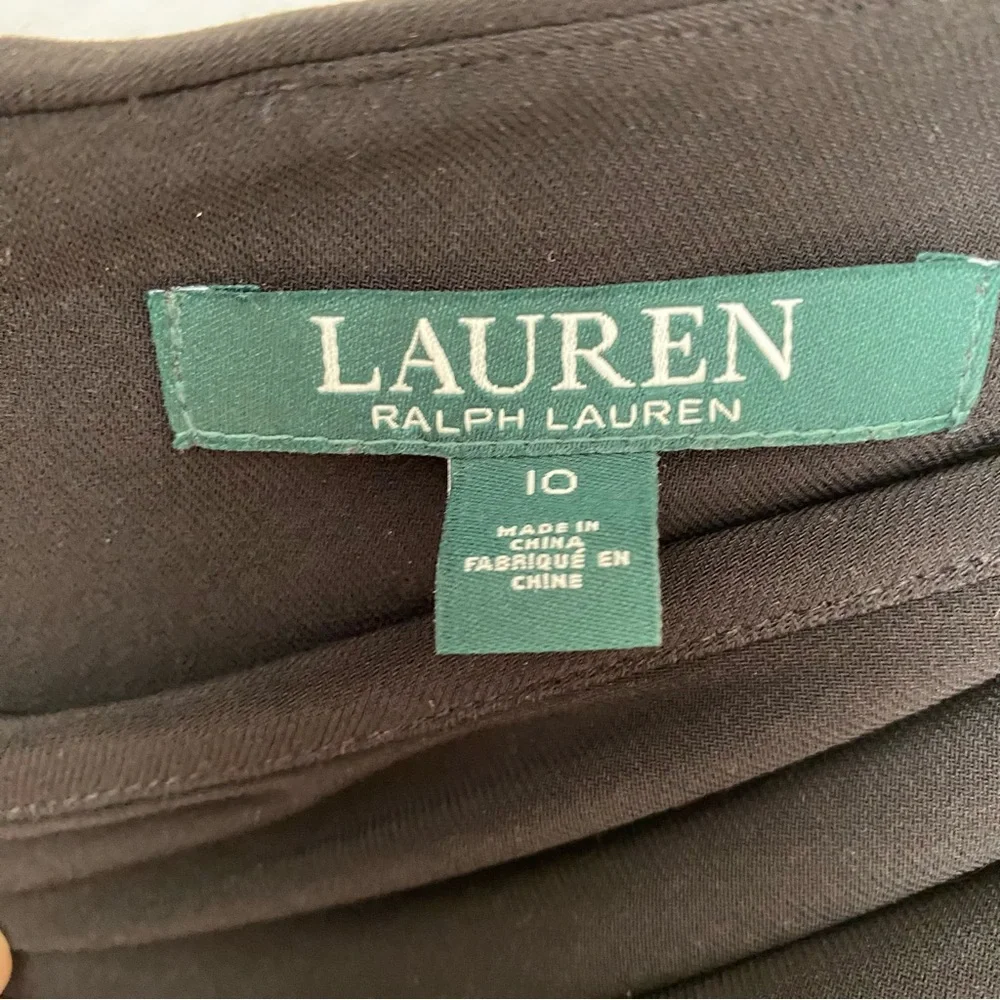 LAUREN
RALPH LAUREN
10
MADE IN
CHINA
FABRIQUÉ EN
CHINE